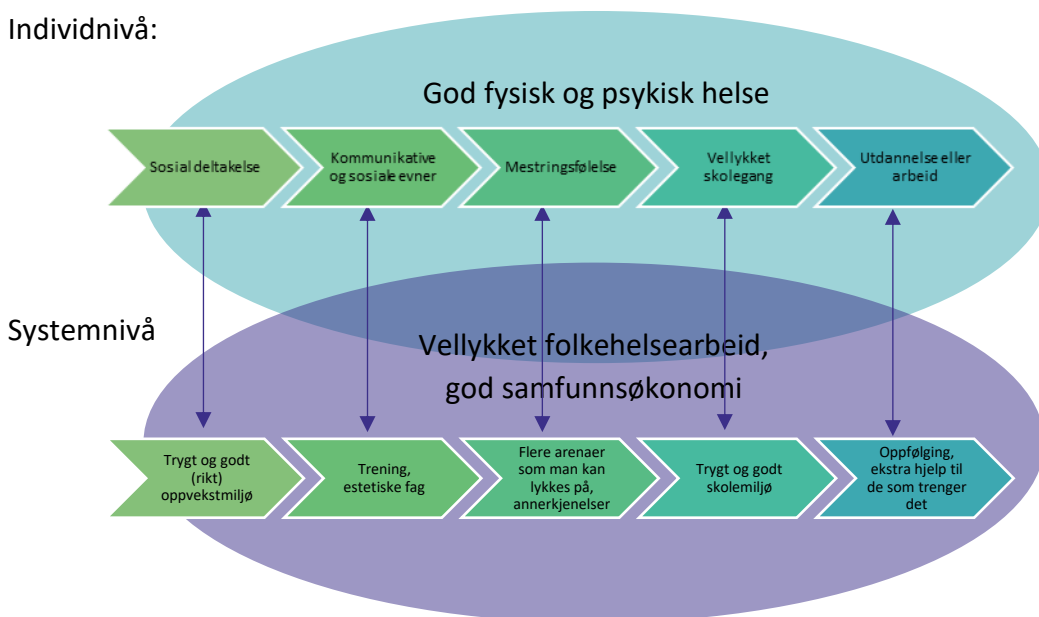 Individnivå:
God fysisk og psykisk helse
Sosial deltakelse
Kommunikative
og sosiale evner
Mestringsfølelse
Vellykket
skolegang
Utdannelse eller
arbeid
Systemnivå
Vellykket folkehelsearbeid,
god samfunnsøkonomi
Trygt og godt
(rikt)
oppvekstmiljø
Trening,
estetiske fag
Flere arenaer
som man kan
lykkes på,
annerkjenelser
Trygt og godt
skolemiljø
Oppfølging,
ekstra hjelp til
de som trenger
det